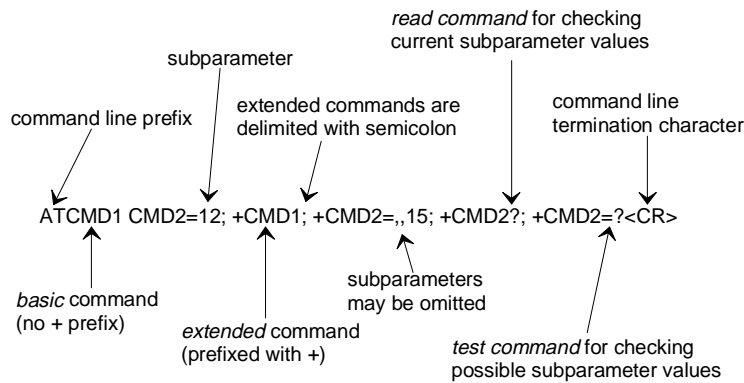 read command for checking
current subparameter values
subparameter
extended commands are
delimited with semicolon
command line
termination character
command line prefix
ATCMD1 CMD2=12; +CMD1; +CMD2=,,15; +CMD2?; +CMD2=?<CR>
basic command
(no + prefix)
subparameters
may be omitted
extended command
(prefixed with +)
test command for checking
possible subparameter values